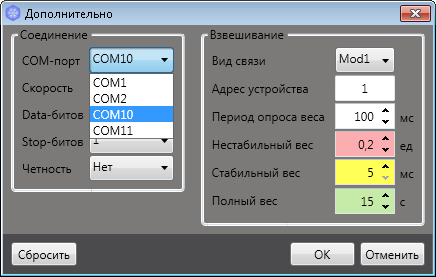 Дополнительно
Соединение
COM-порт COM10
COM1
COM2
COM10
COM11
Скорость
Data-битов
Stop-битов
Четность Нет
Взвешивание
Вид связи Mod1
Адрес устройства 1
Период опроса веса 100 мс
Нестабильный вес 0,2 ед
Стабильный вес 5 мс
Полный вес 15 с
Сбросить OK Отменить